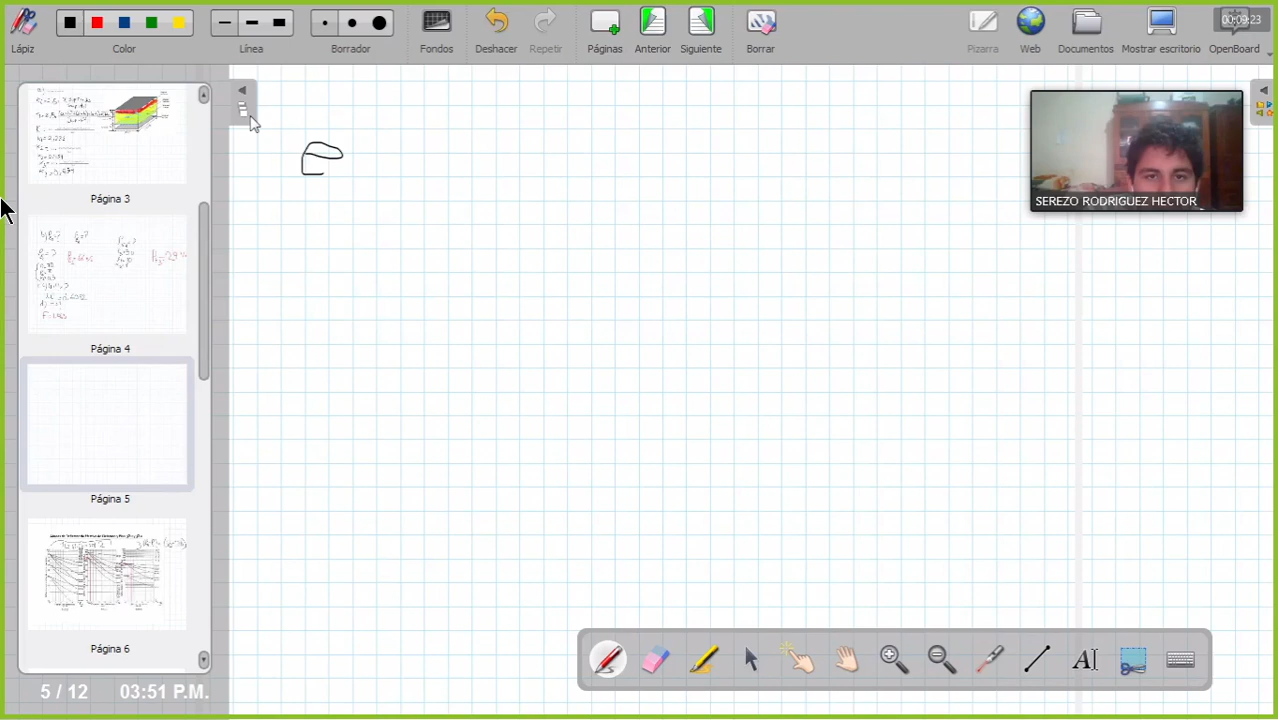 Lápiz
Color
Línea
Borrador
Fondos
Deshacer
Repetir
Páginas
Anterior
Siguiente
Borrar
Pizarra
Web
Documentos
Mostrar escritorio
OpenBoard
00:09:23
SEREZO RODRIGUEZ HECTOR
Página 3
Página 4
Página 5
Página 6
5 / 12
03:51 P.M.